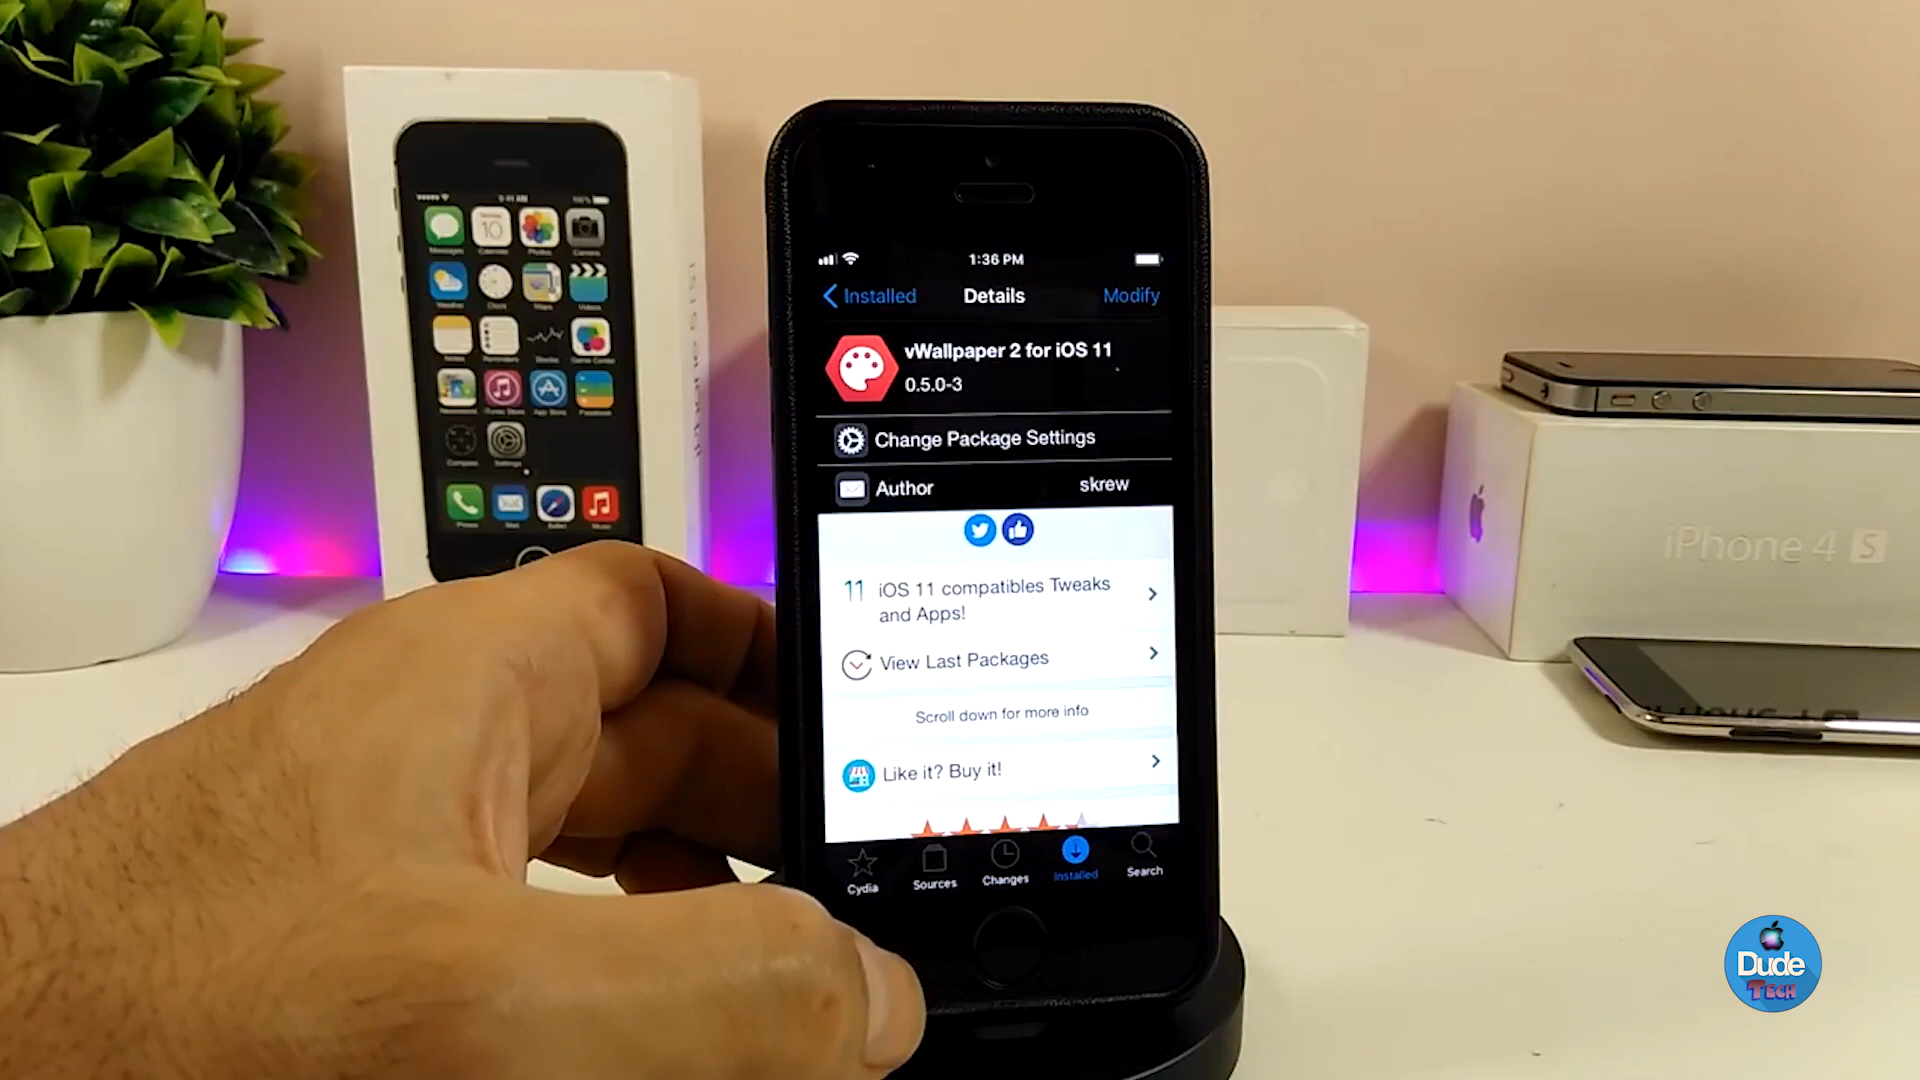 1:36 PM
Installed
Details
Modify
vWallpaper 2 for iOS 11
0.5.0-3
Change Package Settings
Author
skrew
11
iOS 11 compatibles Tweaks
and Apps!
View Last Packages
Scroll down for more info
Like it? Buy it!
Cydia
Sources
Changes
Installed
Search
iPhone 4 S
Dude
TECH